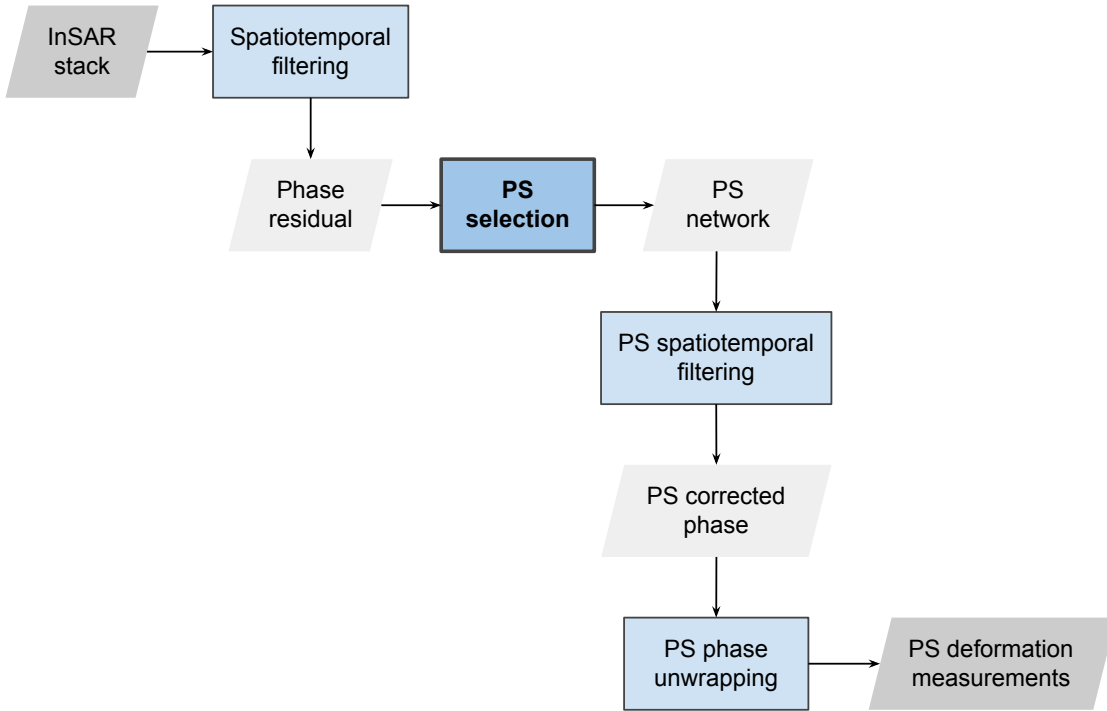 InSAR
stack
Spatiotemporal
filtering
Phase
residual
PS
selection
PS
network
PS spatiotemporal
filtering
PS corrected
phase
PS phase
unwrapping
PS deformation
measurements